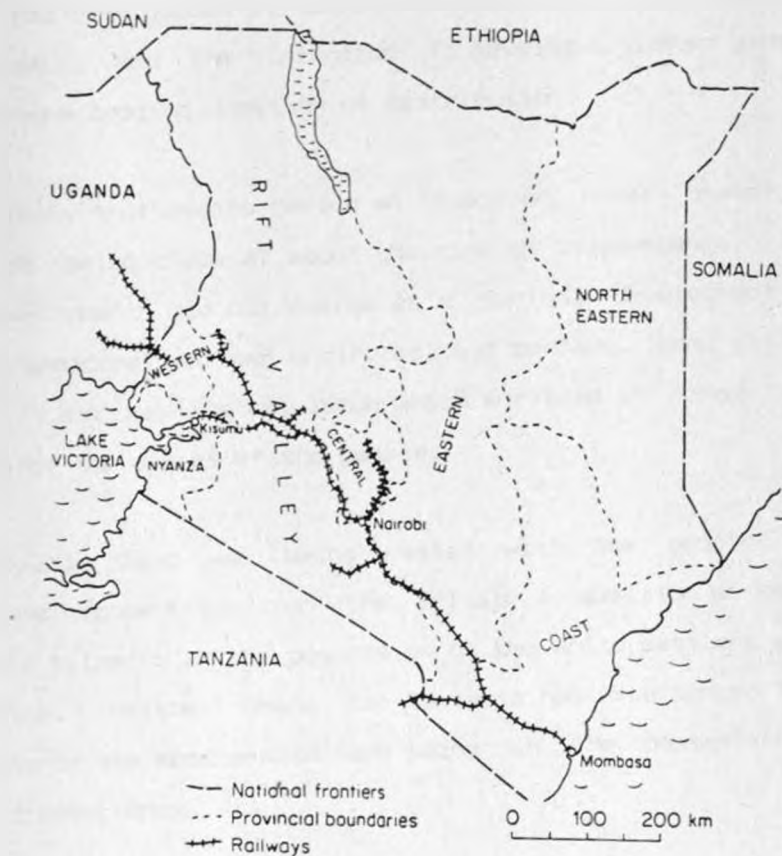 SUDAN
ETHIOPIA
UGANDA
RIFT
VALLEY
SOMALIA
NORTH
EASTERN
WESTERN
EASTERN
CENTRAL
Kisumu
LAKE
VICTORIA
NYANZA
Nairobi
COAST
TANZANIA
Mombasa
National frontiers
Provincial boundaries
Railways
0 100 200 km